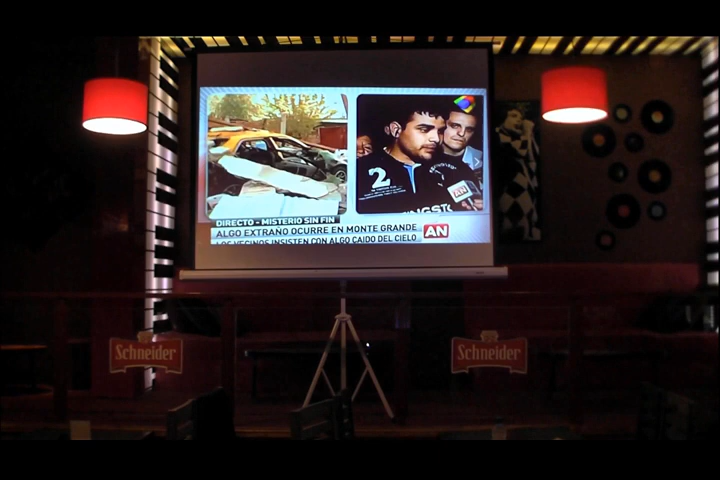 2
DIRECTO - MISTERIO SIN FIN
ALGO EXTRAÑO OCURRE EN MONTE GRANDE
AN
LOS VECINOS INSISTEN CON ALGO CAIDO DEL CIELO
AN
Schneider
Schneider